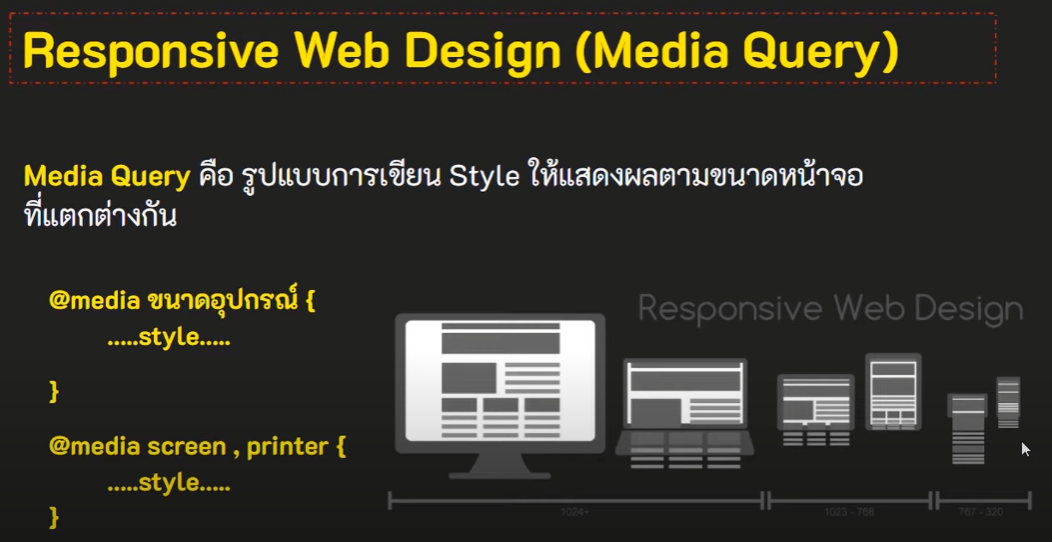 Responsive Web Design (Media Query)
Media Query คือ รูปแบบการเขียน Style ให้แสดงผลตามขนาดหน้าจอ
ที่แตกต่างกัน
@media ขนาดอุปกรณ์ {
.....style.....
}
@media screen , printer {
.....style.....
}
Responsive Web Design
1024+
1023 - 768
767 - 320